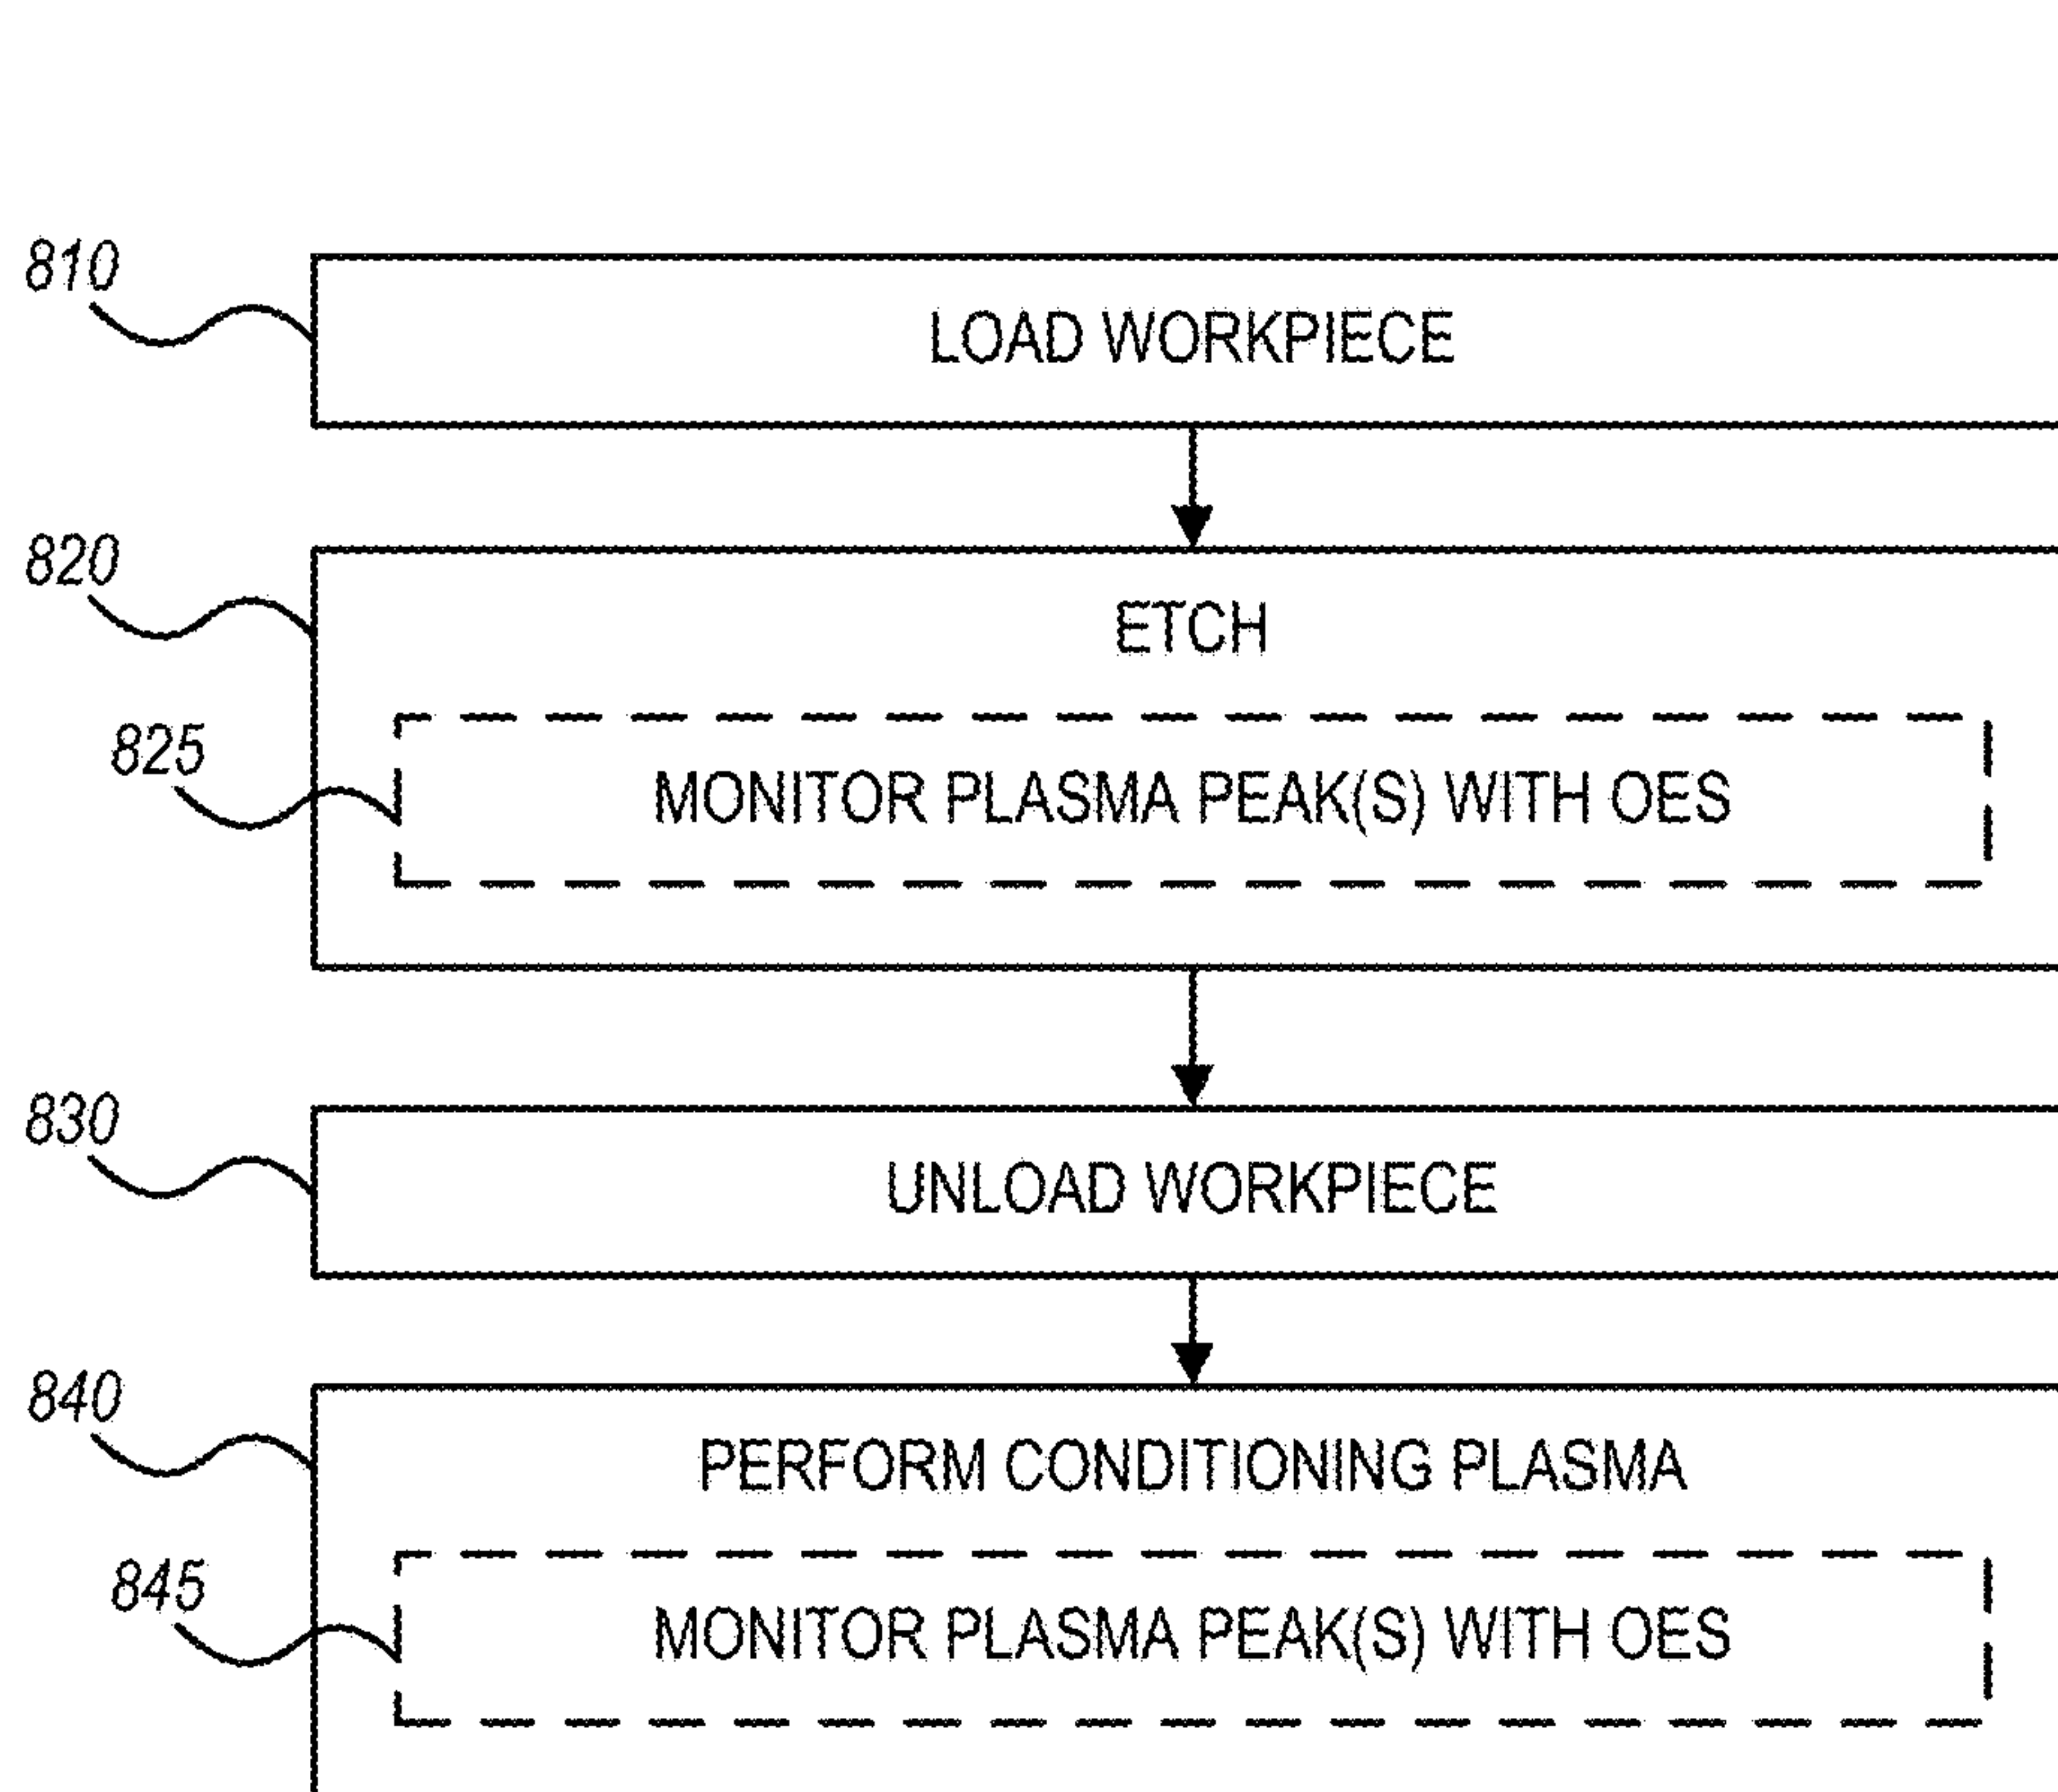 810
LOAD WORKPIECE
820
ETCH
825
MONITOR PLASMA PEAK(S) WITH OES
830
UNLOAD WORKPIECE
840
PERFORM CONDITIONING PLASMA
845
MONITOR PLASMA PEAK(S) WITH OES